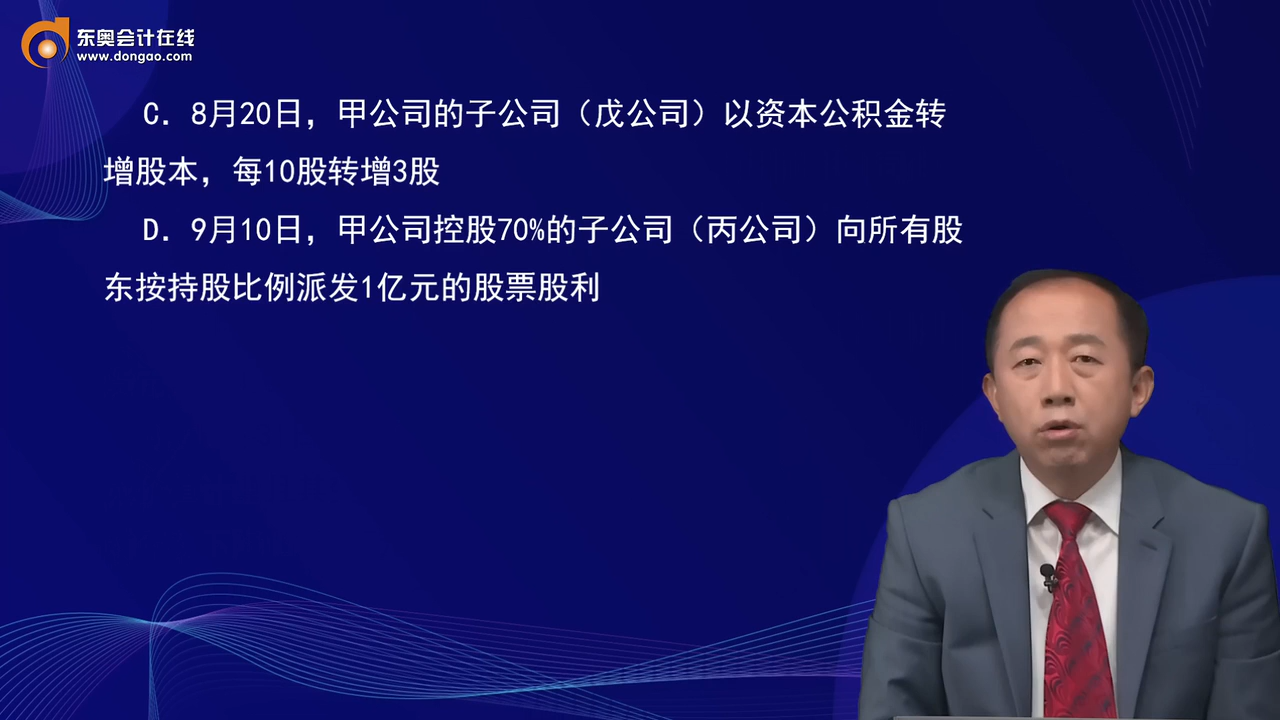 东奥会计在线
www.dongao.com
C. 8月20日，甲公司的子公司（戊公司）以资本公积金转
增股本，每10股转增3股
D. 9月10日，甲公司控股70%的子公司（丙公司）向所有股
东按持股比例派发1亿元的股票股利